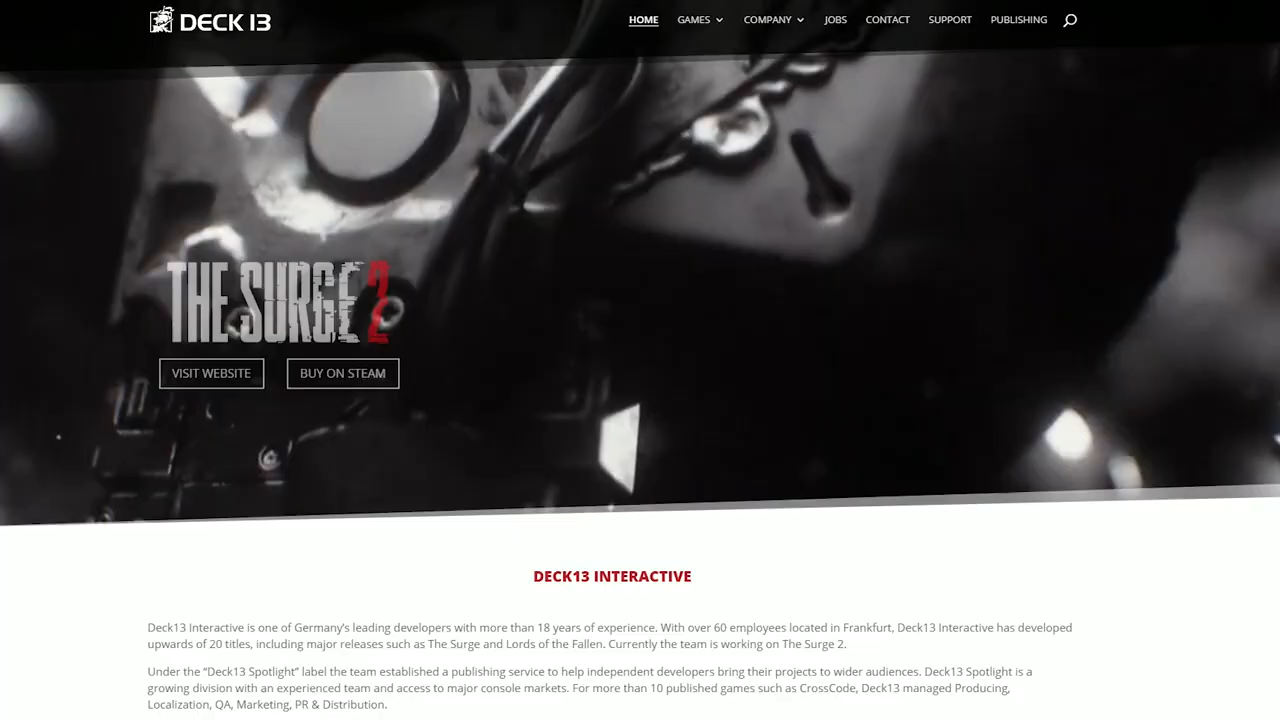 DECK 13
HOME GAMES COMPANY JOBS CONTACT SUPPORT PUBLISHING
THE SURGE 2
VISIT WEBSITE BUY ON STEAM
DECK13 INTERACTIVE
Deck13 Interactive is one of Germany's leading developers with more than 18 years of experience. With over 60 employees located in Frankfurt, Deck13 Interactive has developed
upwards of 20 titles, including major releases such as The Surge and Lords of the Fallen. Currently the team is working on The Surge 2.
Under the “Deck13 Spotlight” label the team established a publishing service to help independent developers bring their projects to wider audiences. Deck13 Spotlight is a
growing division with an experienced team and access to major console markets. For more than 10 published games such as CrossCode, Deck13 managed Producing,
Localization, QA, Marketing, PR & Distribution.